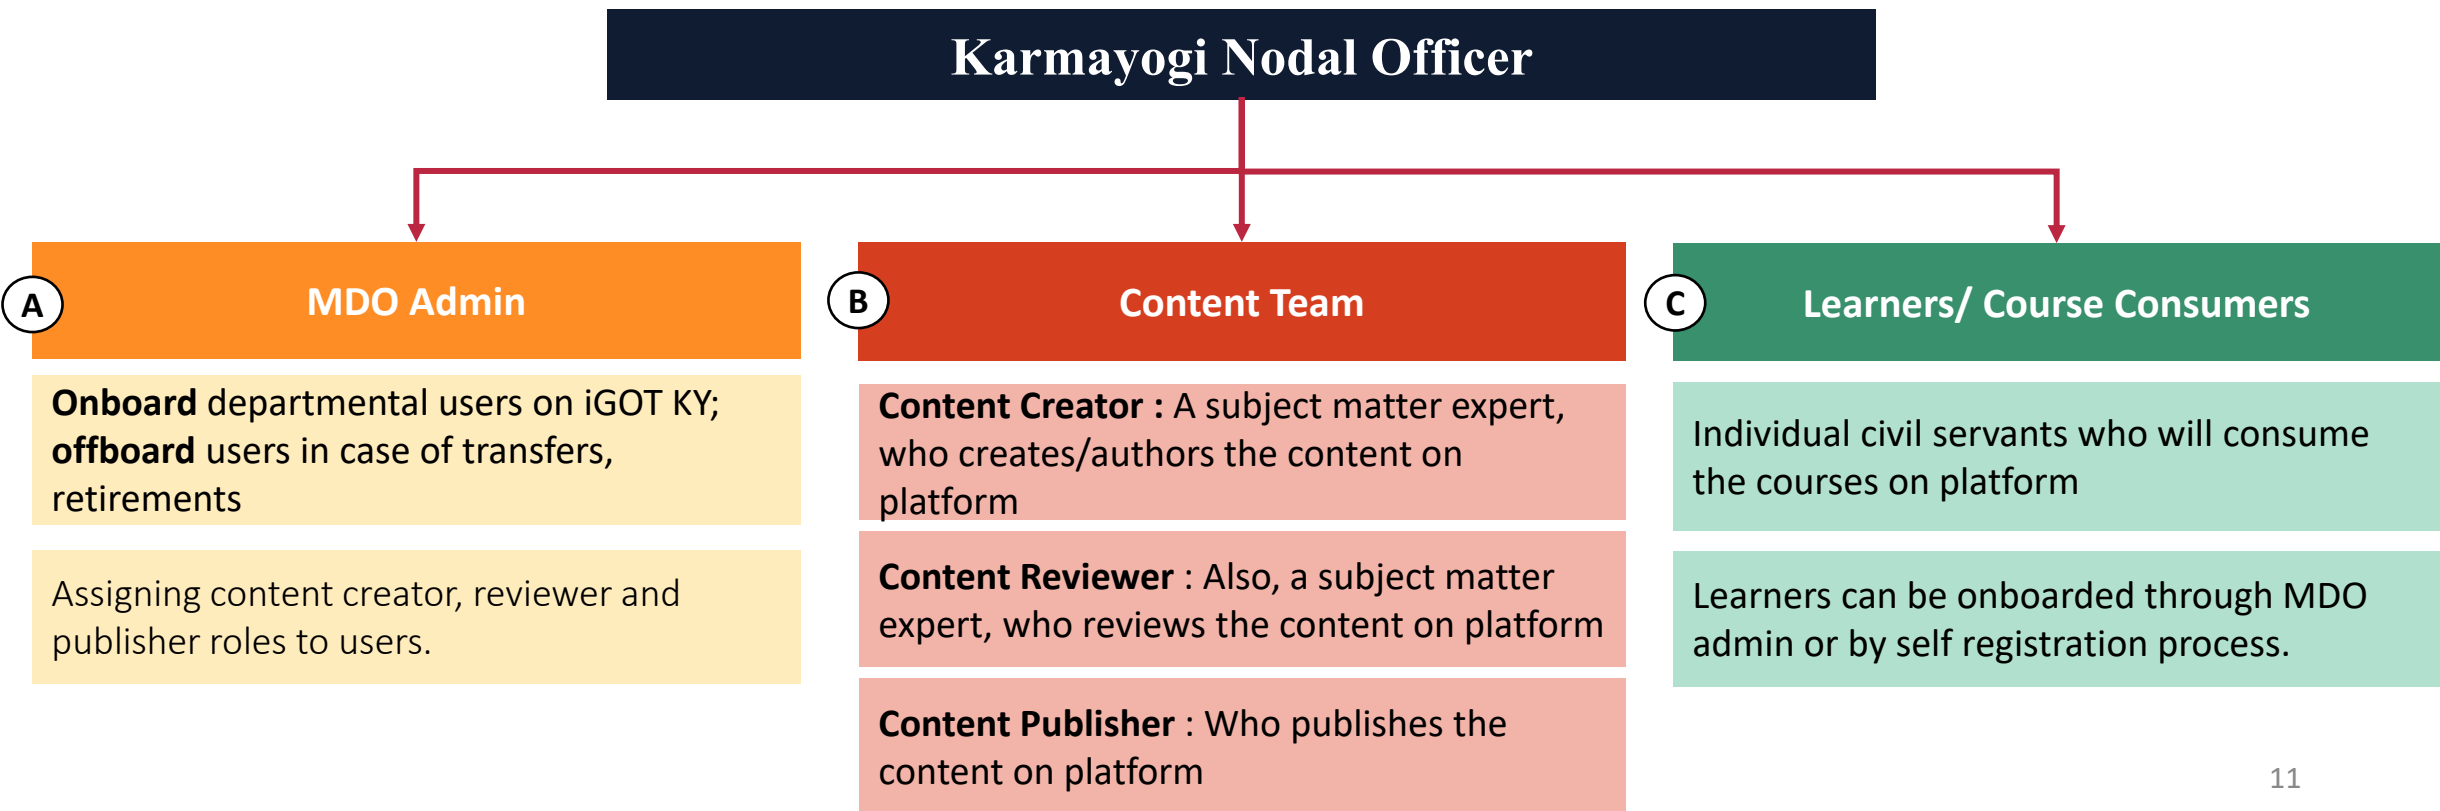 Karmayogi Nodal Officer
A
MDO Admin
Onboard departmental users on iGOT KY;
offboard users in case of transfers,
retirements
Assigning content creator, reviewer and
publisher roles to users.
B
Content Team
Content Creator : A subject matter expert,
who creates/authors the content on
platform
Content Reviewer : Also, a subject matter
expert, who reviews the content on platform
Content Publisher : Who publishes the
content on platform
C
Learners/ Course Consumers
Individual civil servants who will consume
the courses on platform
Learners can be onboarded through MDO
admin or by self registration process.
11